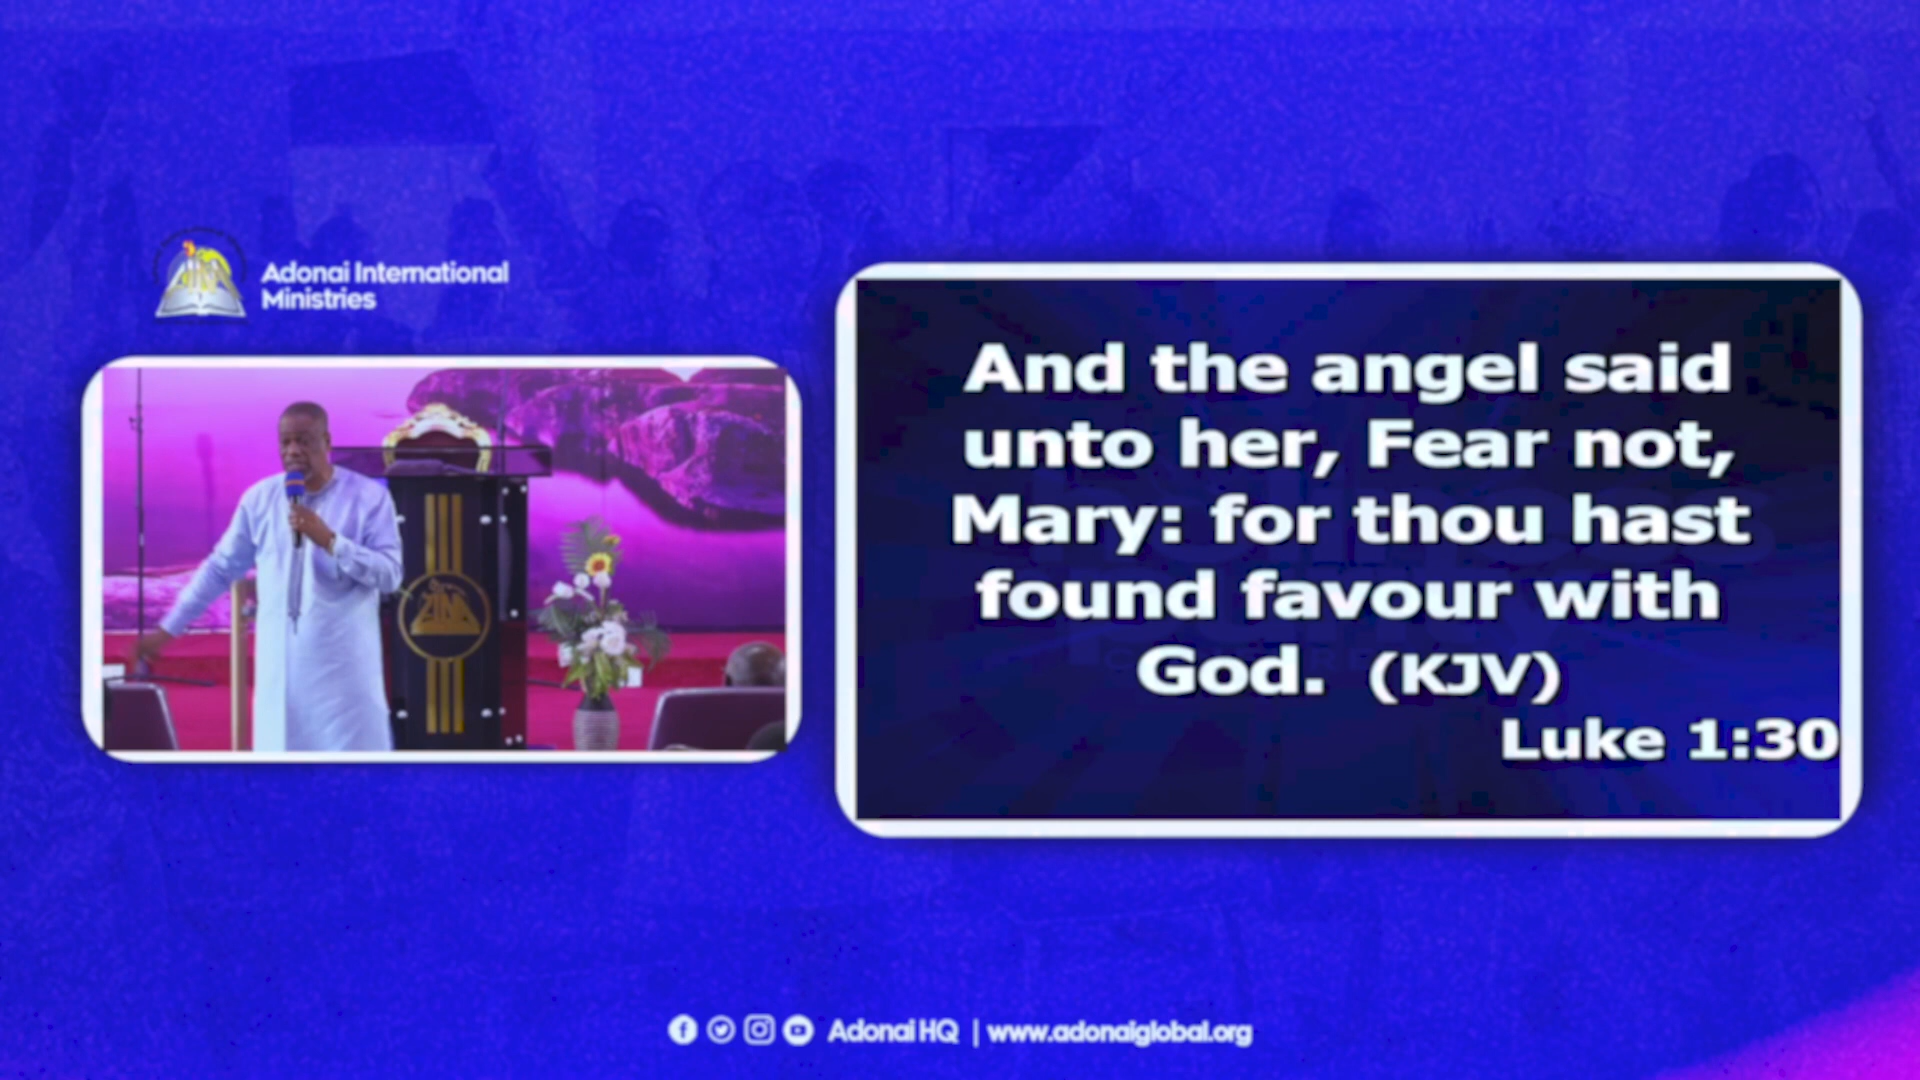 Adonai International
Ministries
And the angel said
unto her, Fear not,
Mary: for thou hast
found favour with
God. (KJV)
Luke 1:30
AIM
Adonai HQ | www.adonaiglobal.org